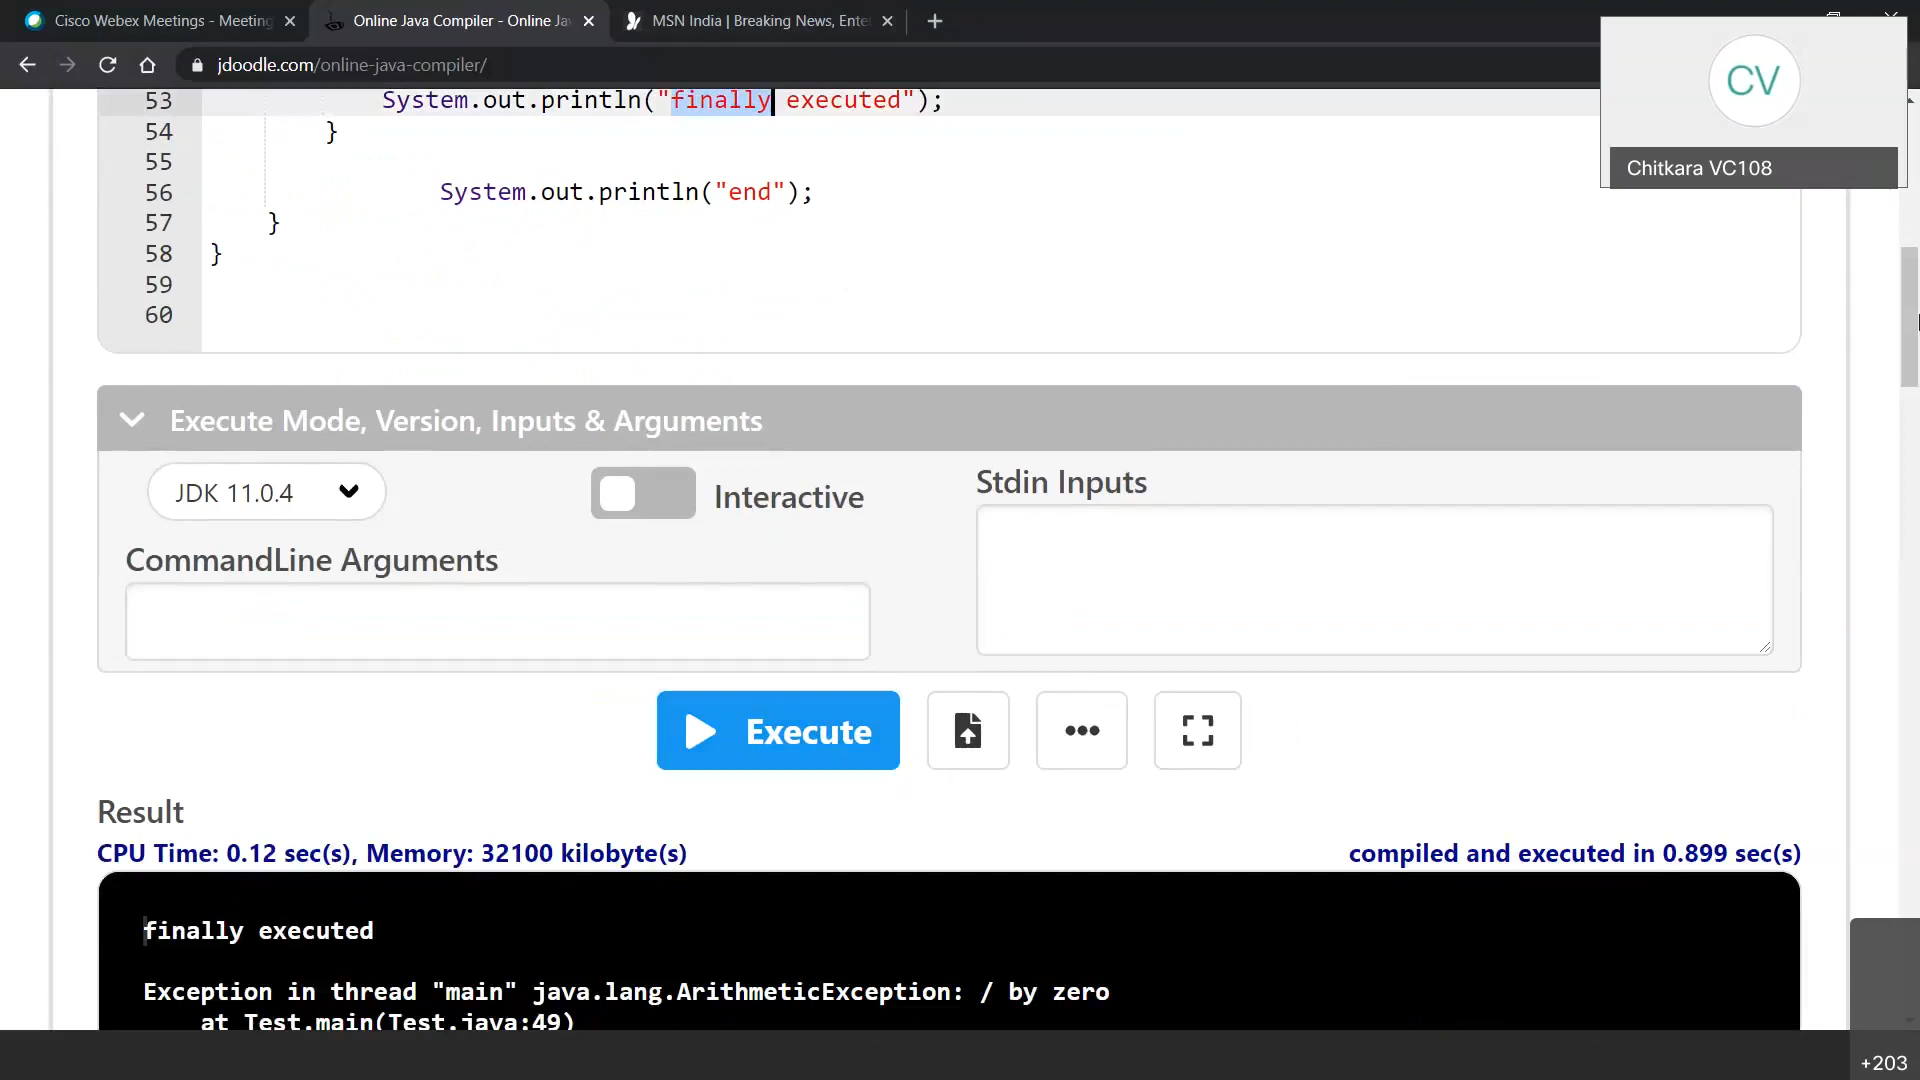 Cisco Webex Meetings - Meeting
Online Java Compiler - Online Ja
MSN India | Breaking News, Ente
jdoodle.com/online-java-compiler/
CV
Chitkara VC108
53 System.out.println("finally executed");
54 }
55
56 System.out.println("end");
57 }
58 }
59
60
Execute Mode, Version, Inputs & Arguments
JDK 11.0.4
Interactive
Stdin Inputs
CommandLine Arguments
Execute
Result
CPU Time: 0.12 sec(s), Memory: 32100 kilobyte(s)
compiled and executed in 0.899 sec(s)
finally executed
Exception in thread "main" java.lang.ArithmeticException: / by zero
at Test.main(Test.java:49)
+203